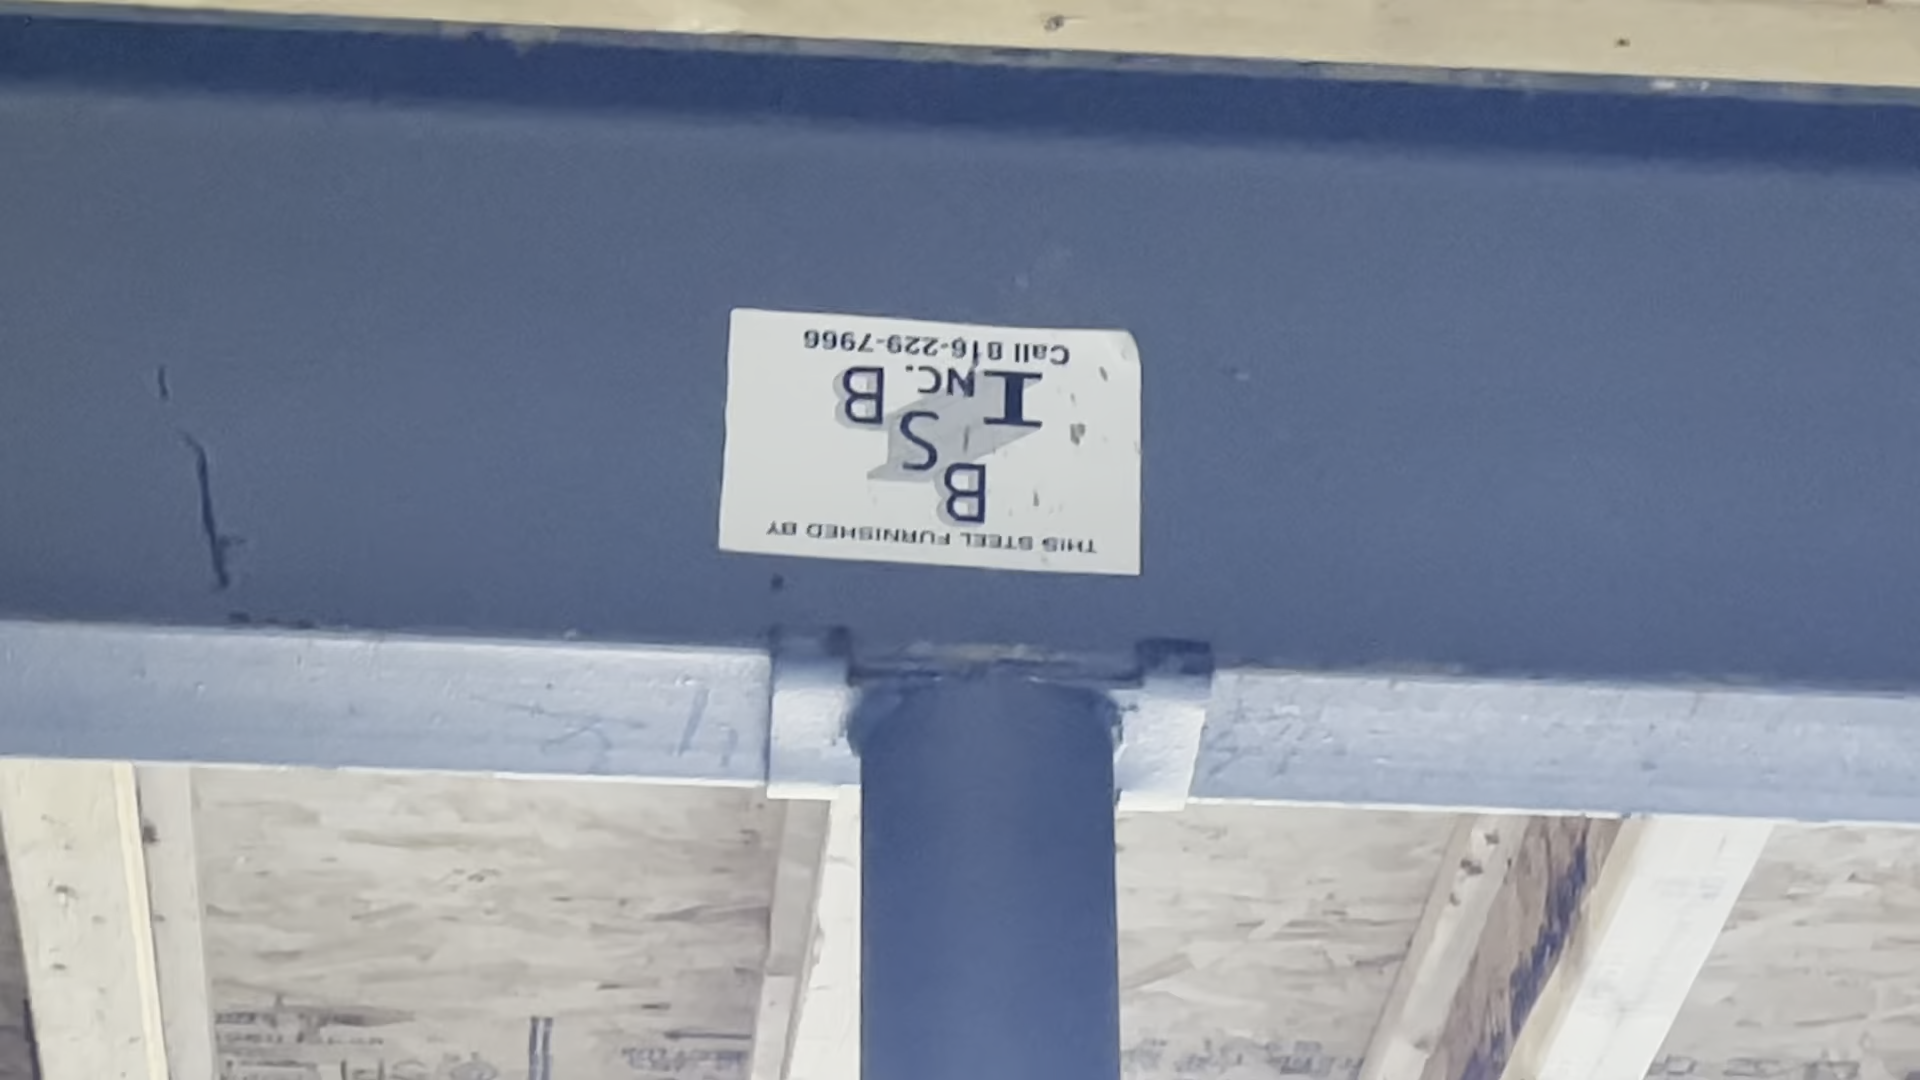 THIS STEEL FURNISHED BY
B
S
INC. B
Call 816-229-7966